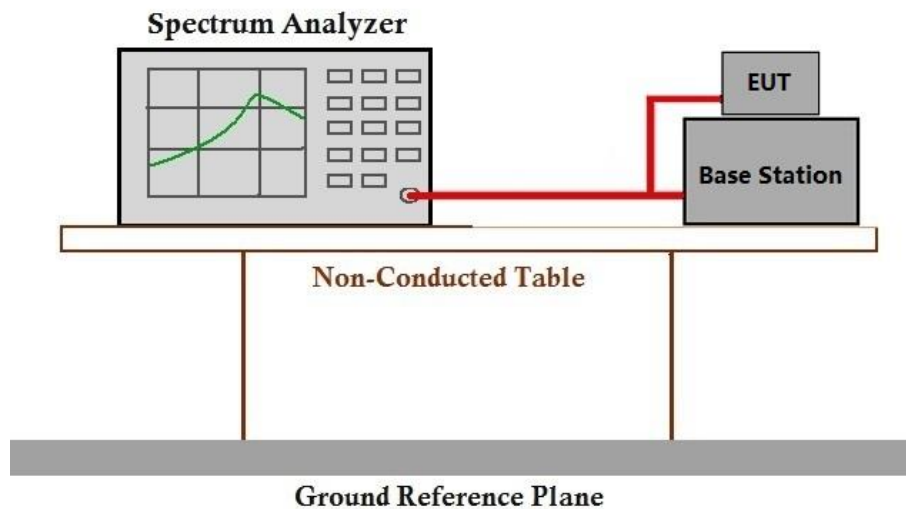 Spectrum Analyzer
EUT
Base Station
Non-Conducted Table
Ground Reference Plane